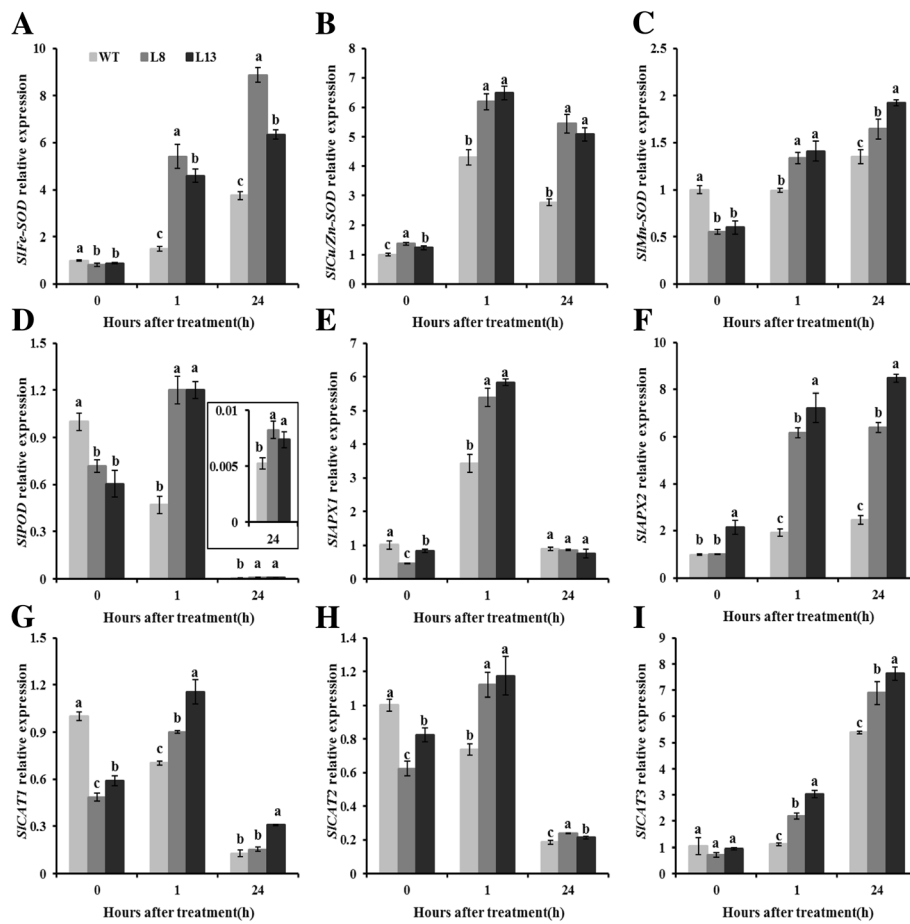 A
WT L8 L13
SlFe-SOD relative expression
10
8
6
4
2
0
a b b
c a b
c a b
0 1 24
Hours after treatment(h)
B
SlCu/Zn-SOD relative expression
8
7
6
5
4
3
2
1
0
c a b
b a a
b a a
0 1 24
Hours after treatment(h)
C
SlMn-SOD relative expression
2.5
2
1.5
1
0.5
0
a b b
b a a
c b a
0 1 24
Hours after treatment(h)
D
SlPOD relative expression
1.5
1.2
0.9
0.6
0.3
0
a b b
b a a
b a a
0.01
0.005
0
b a a
24
0 1 24
Hours after treatment(h)
E
SlAPX1 relative expression
7
6
5
4
3
2
1
0
a c b
b a a
a a a
0 1 24
Hours after treatment(h)
F
SlAPX2 relative expression
10
8
6
4
2
0
b b a
c b a
c b a
0 1 24
Hours after treatment(h)
G
SlCAT1 relative expression
1.5
1.2
0.9
0.6
0.3
0
a c b
c b a
b b a
0 1 24
Hours after treatment(h)
H
SlCAT2 relative expression
1.4
1.2
1
0.8
0.6
0.4
0.2
0
a c b
b a a
c a b
0 1 24
Hours after treatment(h)
I
SlCAT3 relative expression
9
8
7
6
5
4
3
2
1
0
a a a
c b a
c b a
0 1 24
Hours after treatment(h)